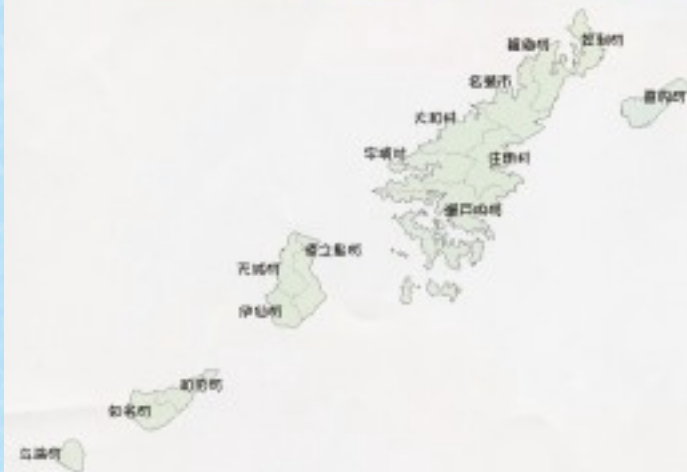 龍郷町
笠利町
名瀬市
喜界町
大和村
宇検村
住用村
瀬戸内町
徳之島町
天城町
伊仙町
和泊町
知名町
与論町